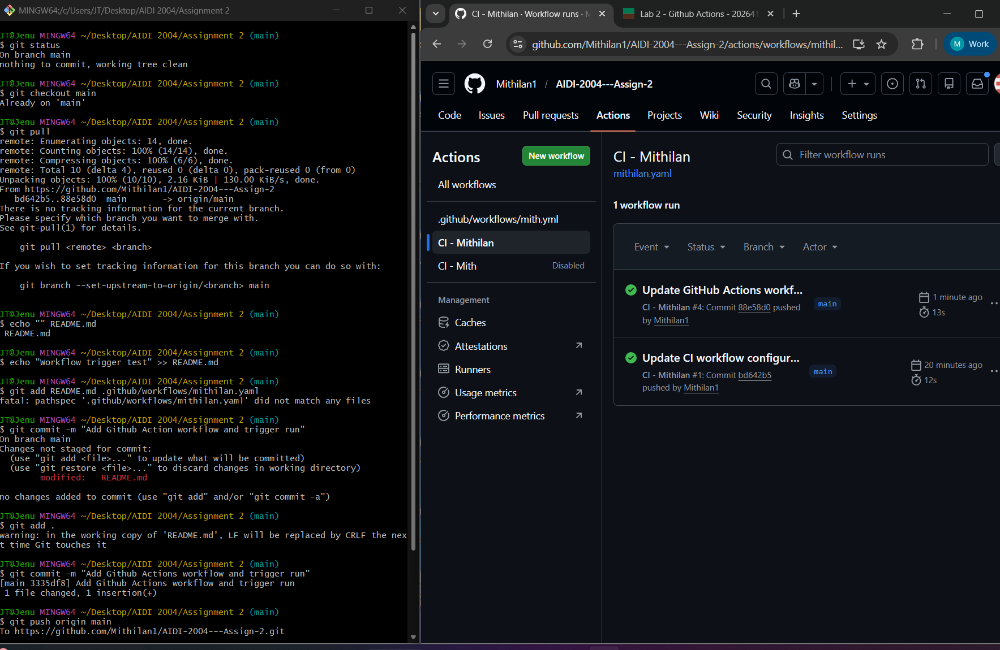 MINGW64:/c/Users/JT/Desktop/AIDI 2004/Assignment 2
JT@Jenu MINGW64 ~/Desktop/AIDI 2004/Assignment 2 (main)
$ git status
On branch main
nothing to commit, working tree clean
JT@Jenu MINGW64 ~/Desktop/AIDI 2004/Assignment 2 (main)
$ git checkout main
Already on 'main'
JT@Jenu MINGW64 ~/Desktop/AIDI 2004/Assignment 2 (main)
$ git pull
remote: Enumerating objects: 14, done.
remote: Counting objects: 100% (14/14), done.
remote: Compressing objects: 100% (6/6), done.
remote: Total 10 (delta 4), reused 0 (delta 0), pack-reused 0 (from 0)
Unpacking objects: 100% (10/10), 2.16 KiB | 130.00 KiB/s, done.
From https://github.com/Mithilan1/AIDI-2004---Assign-2
   bd642b5..88e58d0  main       -> origin/main
There is no tracking information for the current branch.
Please specify which branch you want to merge with.
See git-pull(1) for details.
    git pull <remote> <branch>
If you wish to set tracking information for this branch you can do so with:
    git branch --set-upstream-to=origin/<branch> main
JT@Jenu MINGW64 ~/Desktop/AIDI 2004/Assignment 2 (main)
$ echo "" README.md
 README.md
JT@Jenu MINGW64 ~/Desktop/AIDI 2004/Assignment 2 (main)
$ echo "Workflow trigger test" >> README.md
JT@Jenu MINGW64 ~/Desktop/AIDI 2004/Assignment 2 (main)
$ git add README.md .github/workflows/mithilan.yaml
fatal: pathspec '.github/workflows/mithilan.yaml' did not match any files
JT@Jenu MINGW64 ~/Desktop/AIDI 2004/Assignment 2 (main)
$ git commit -m "Add Github Action workflow and trigger run"
On branch main
Changes not staged for commit:
  (use "git add <file>..." to update what will be committed)
  (use "git restore <file>..." to discard changes in working directory)
        modified:   README.md
no changes added to commit (use "git add" and/or "git commit -a")
JT@Jenu MINGW64 ~/Desktop/AIDI 2004/Assignment 2 (main)
$ git add .
warning: in the working copy of 'README.md', LF will be replaced by CRLF the nex
t time Git touches it
JT@Jenu MINGW64 ~/Desktop/AIDI 2004/Assignment 2 (main)
$ git commit -m "Add Github Actions workflow and trigger run"
[main 3335df8] Add Github Actions workflow and trigger run
 1 file changed, 1 insertion(+)
JT@Jenu MINGW64 ~/Desktop/AIDI 2004/Assignment 2 (main)
$ git push origin main
To https://github.com/Mithilan1/AIDI-2004---Assign-2.git
CI - Mithilan · Workflow runs ·
Lab 2 - Github Actions - 20264
github.com/Mithilan1/AIDI-2004---Assign-2/actions/workflows/mithil...
M Work
Mithilan1 / AIDI-2004---Assign-2
Code Issues Pull requests Actions Projects Wiki Security Insights Settings
Actions
New workflow
All workflows
.github/workflows/mith.yml
CI - Mithilan
CI - Mith Disabled
Management
Caches
Attestations
Runners
Usage metrics
Performance metrics
CI - Mithilan
mithilan.yaml
Filter workflow runs
1 workflow run
Event Status Branch Actor
Update GitHub Actions workf...
CI - Mithilan #4: Commit 88e58d0 pushed
by Mithilan1
main
1 minute ago
13s
Update CI workflow configur...
CI - Mithilan #1: Commit bd642b5
pushed by Mithilan1
main
20 minutes ago
12s